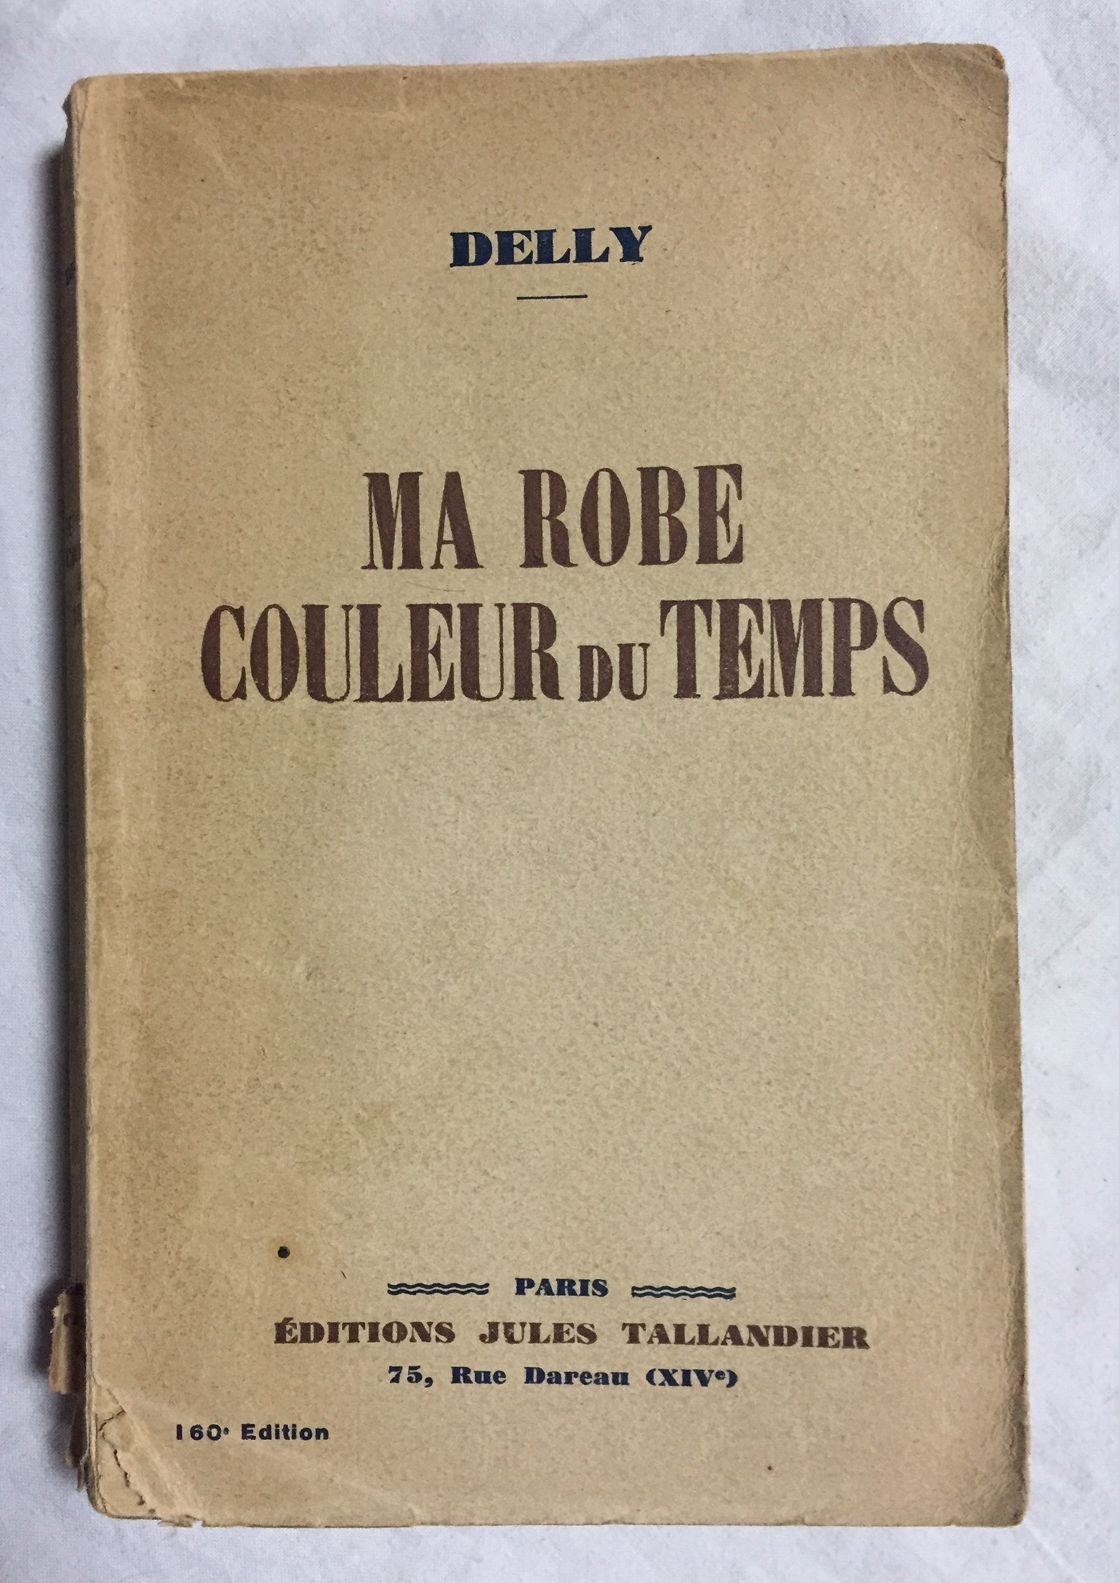 DELLY
MA ROBE
COULEUR DU TEMPS
PARIS
ÉDITIONS JULES TALLANDIER
75, Rue Dareau (XIVᵉ)
160ᵉ Edition